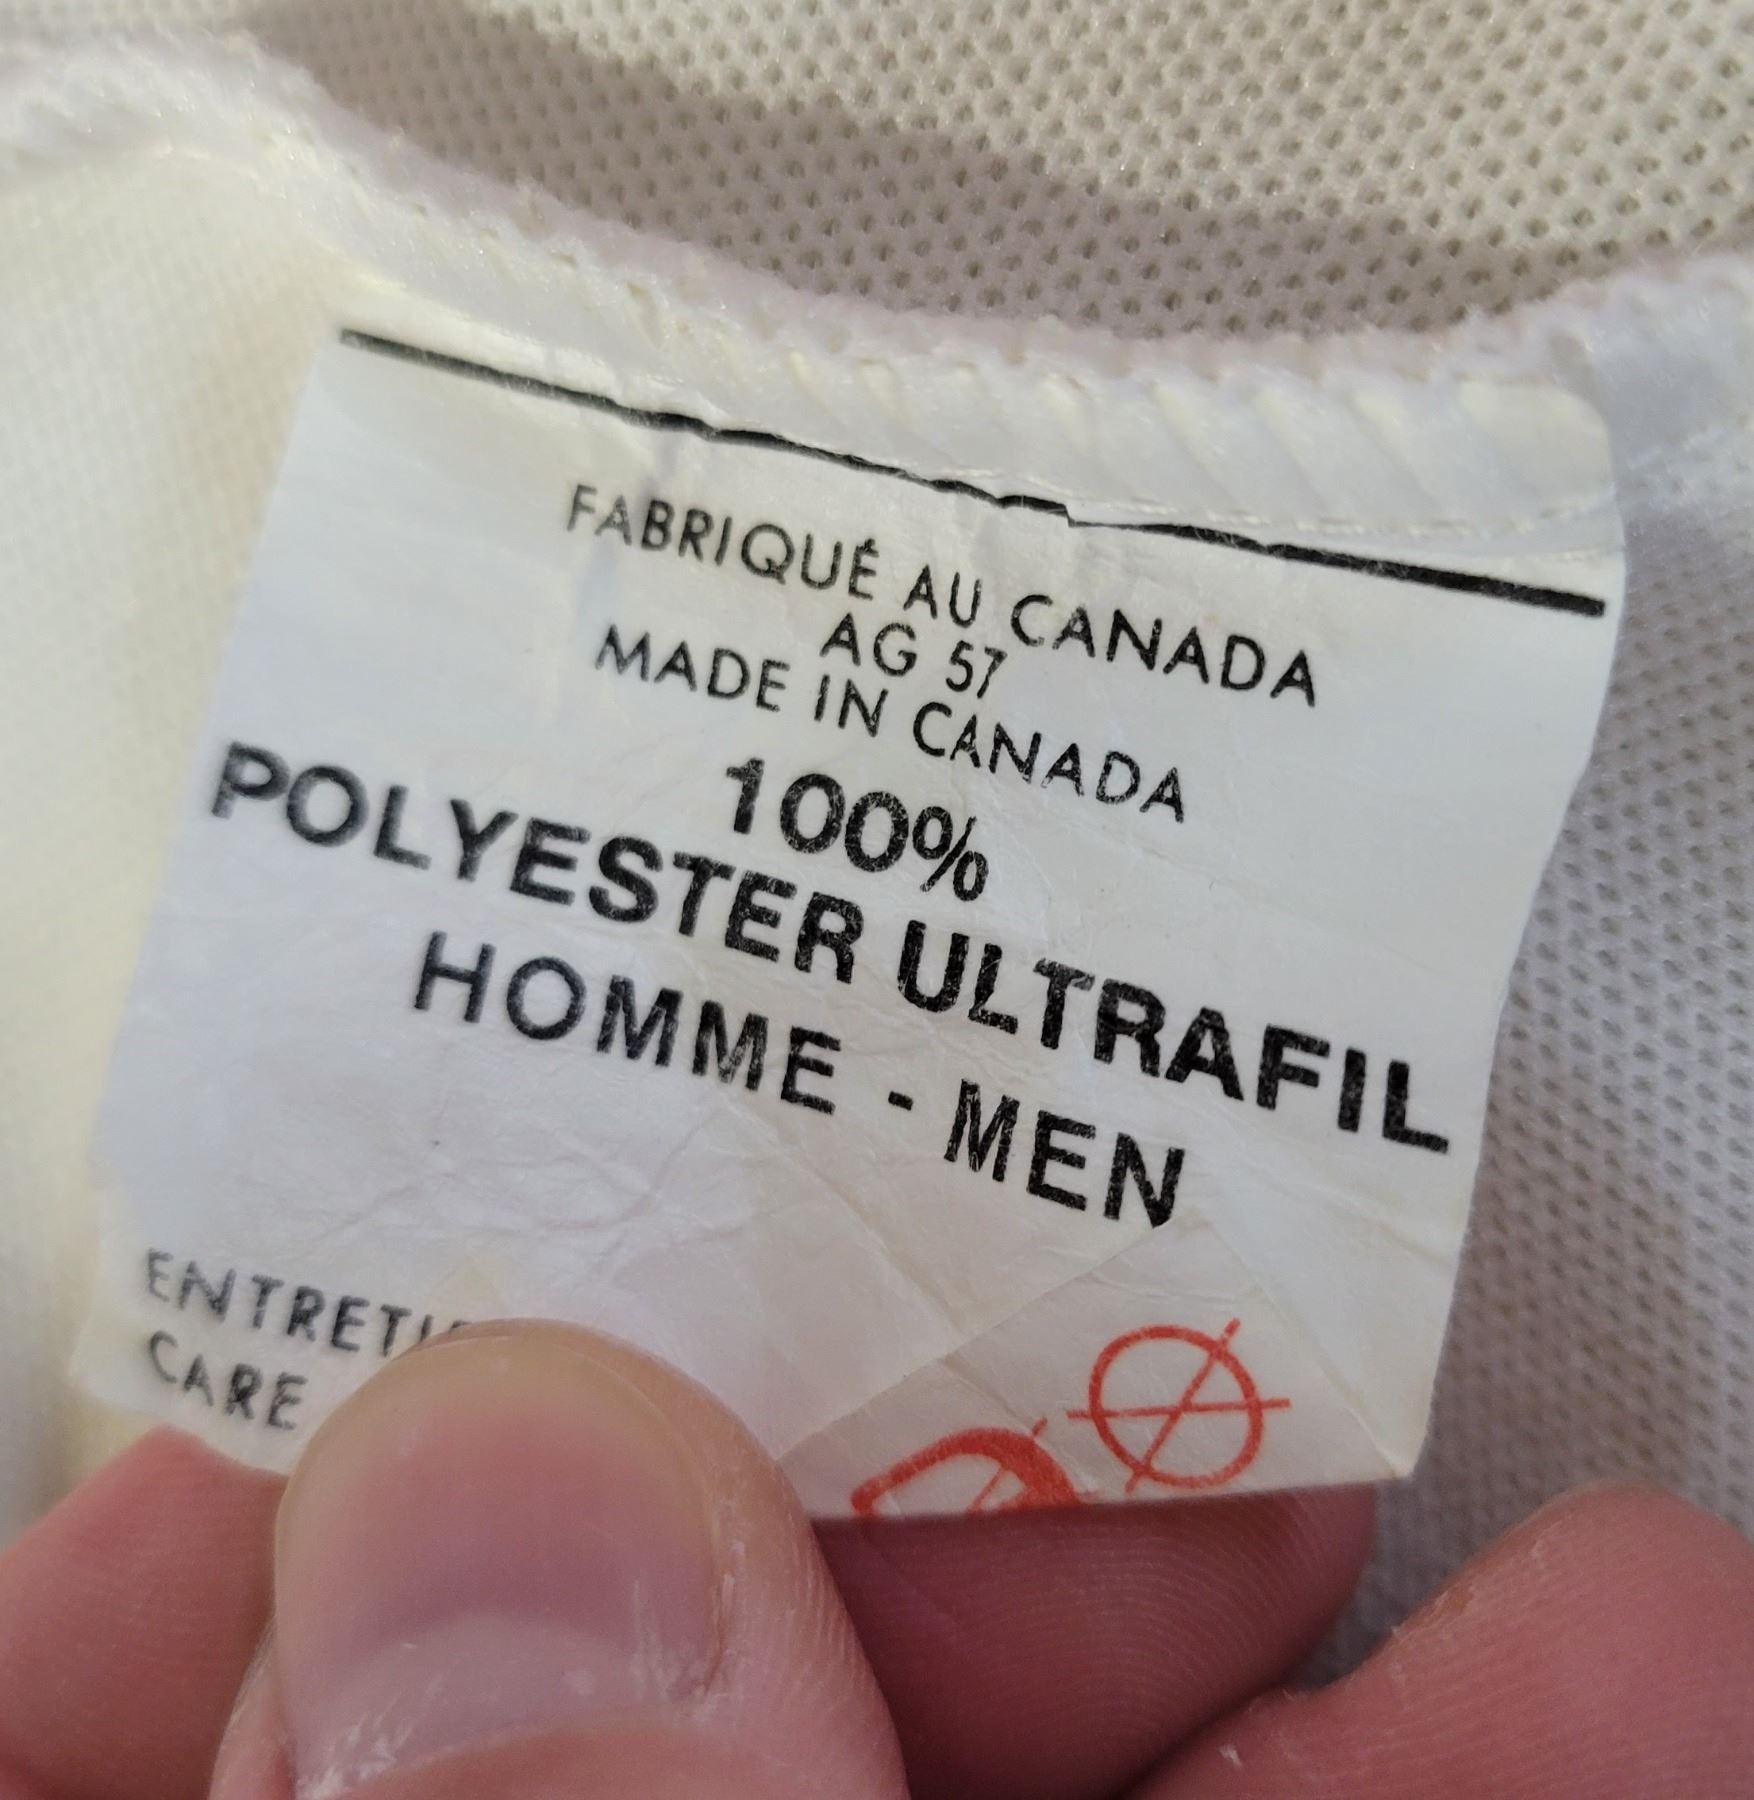 FABRIQUÉ AU CANADA
AG 57
MADE IN CANADA
100%
POLYESTER ULTRAFIL
HOMME - MEN
CARE